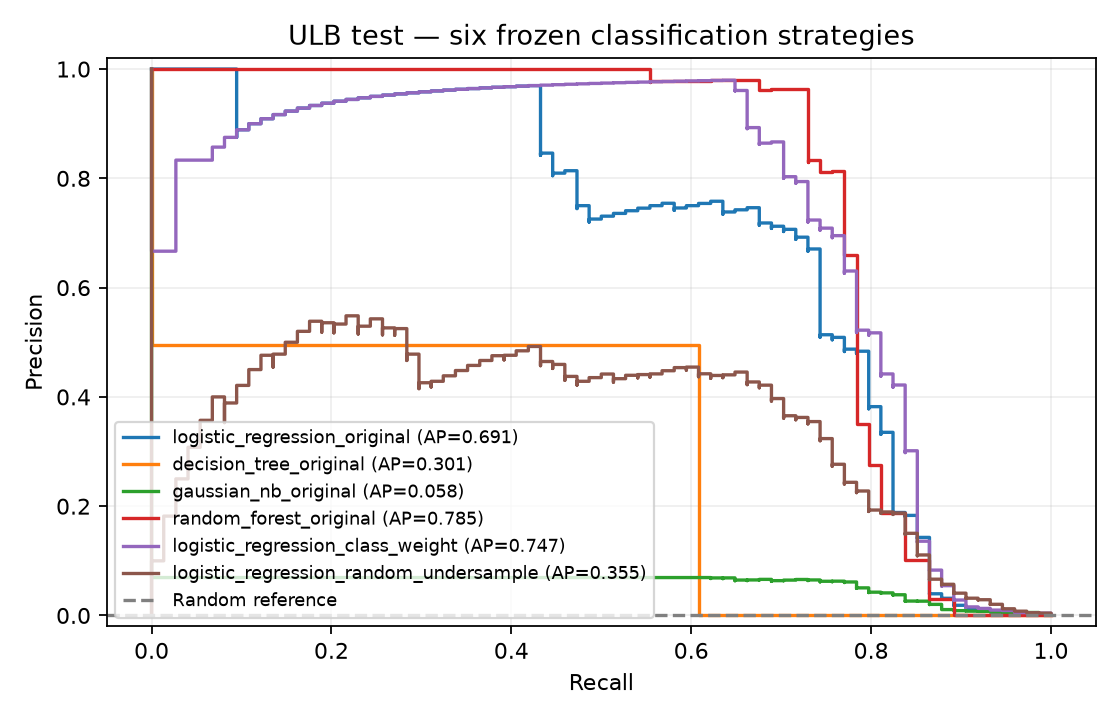 ULB test — six frozen classification strategies
1.0
0.8
0.6
0.4
0.2
0.0
Precision
logistic_regression_original (AP=0.691)
decision_tree_original (AP=0.301)
gaussian_nb_original (AP=0.058)
random_forest_original (AP=0.785)
logistic_regression_class_weight (AP=0.747)
logistic_regression_random_undersample (AP=0.355)
Random reference
0.0 0.2 0.4 0.6 0.8 1.0
Recall